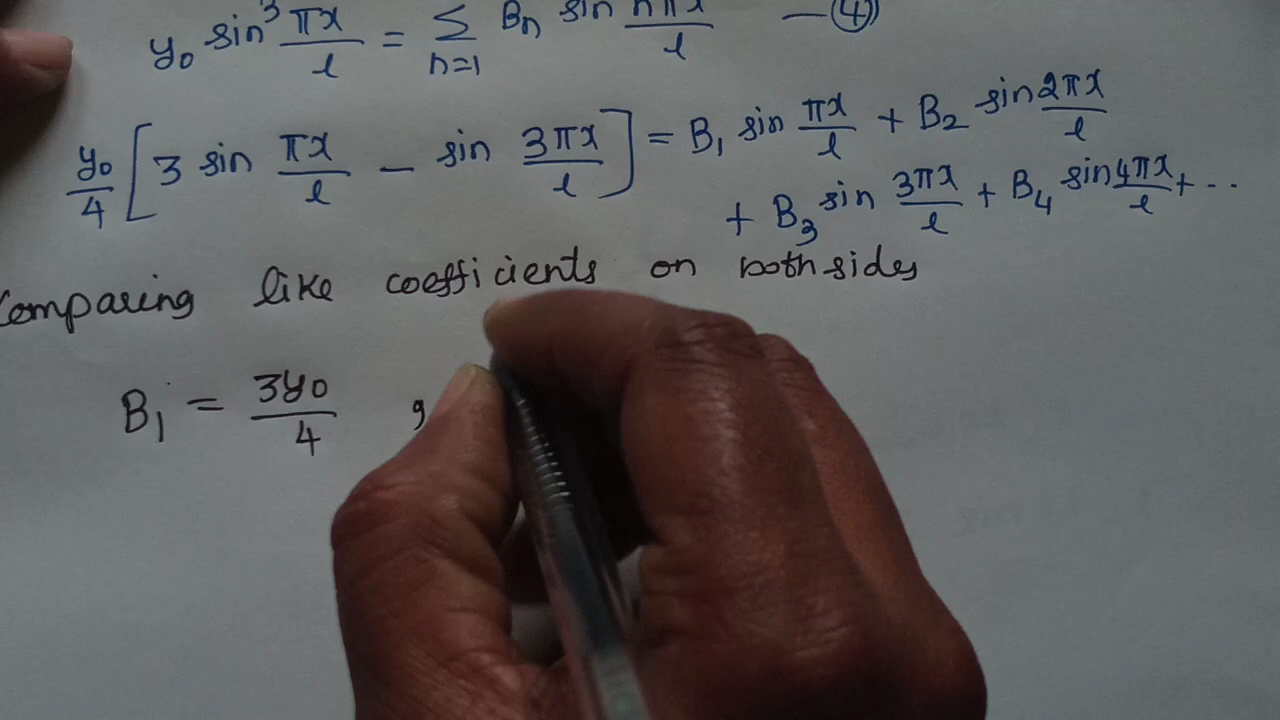 y₀ sin³ πx/l = Σ n=1 Bₙ sin nπx/l — ④
y₀/4 [3 sin πx/l − sin 3πx/l] = B₁ sin πx/l + B₂ sin 2πx/l
+ B₃ sin 3πx/l + B₄ sin 4πx/l + ...
Comparing like coefficients on both sides
B₁ = 3y₀/4 ,